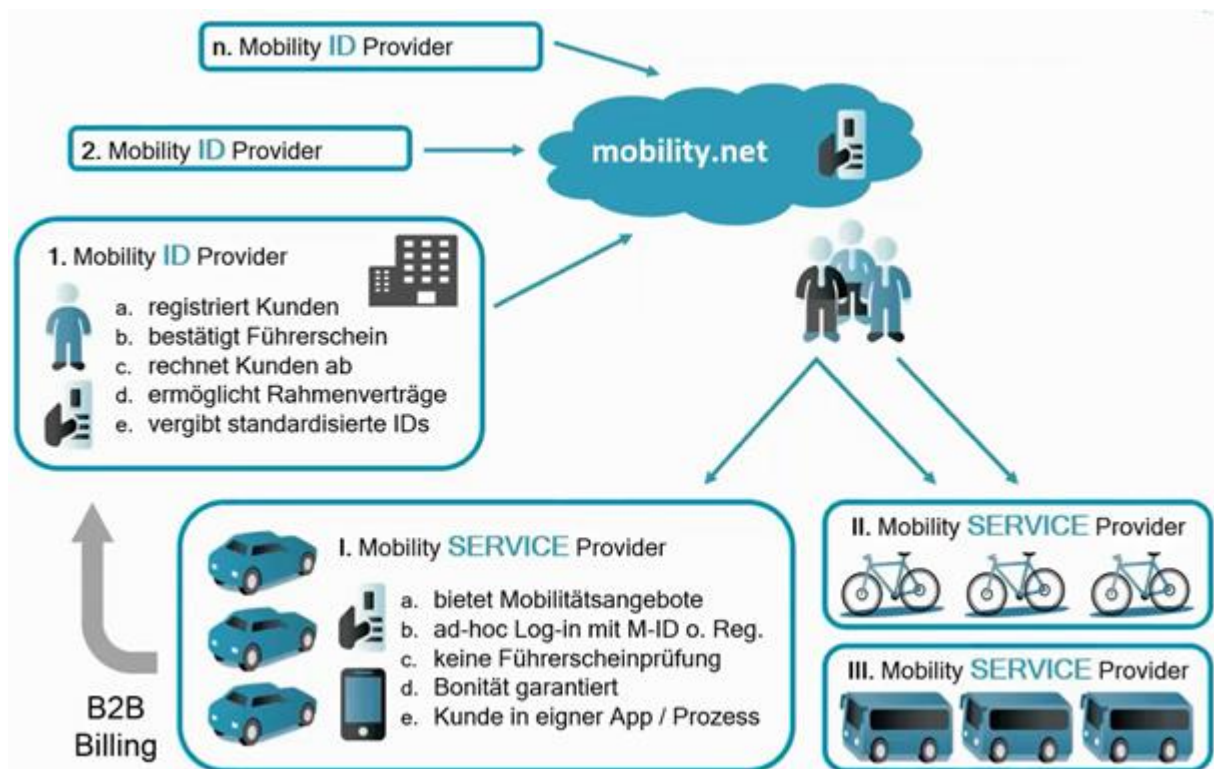 n. Mobility ID Provider
2. Mobility ID Provider
mobility.net
1. Mobility ID Provider
a. registriert Kunden
b. bestätigt Führerschein
c. rechnet Kunden ab
d. ermöglicht Rahmenverträge
e. vergibt standardisierte IDs
B2B
Billing
I. Mobility SERVICE Provider
a. bietet Mobilitätsangebote
b. ad-hoc Log-in mit M-ID o. Reg.
c. keine Führerscheinprüfung
d. Bonität garantiert
e. Kunde in eigner App / Prozess
II. Mobility SERVICE Provider
III. Mobility SERVICE Provider